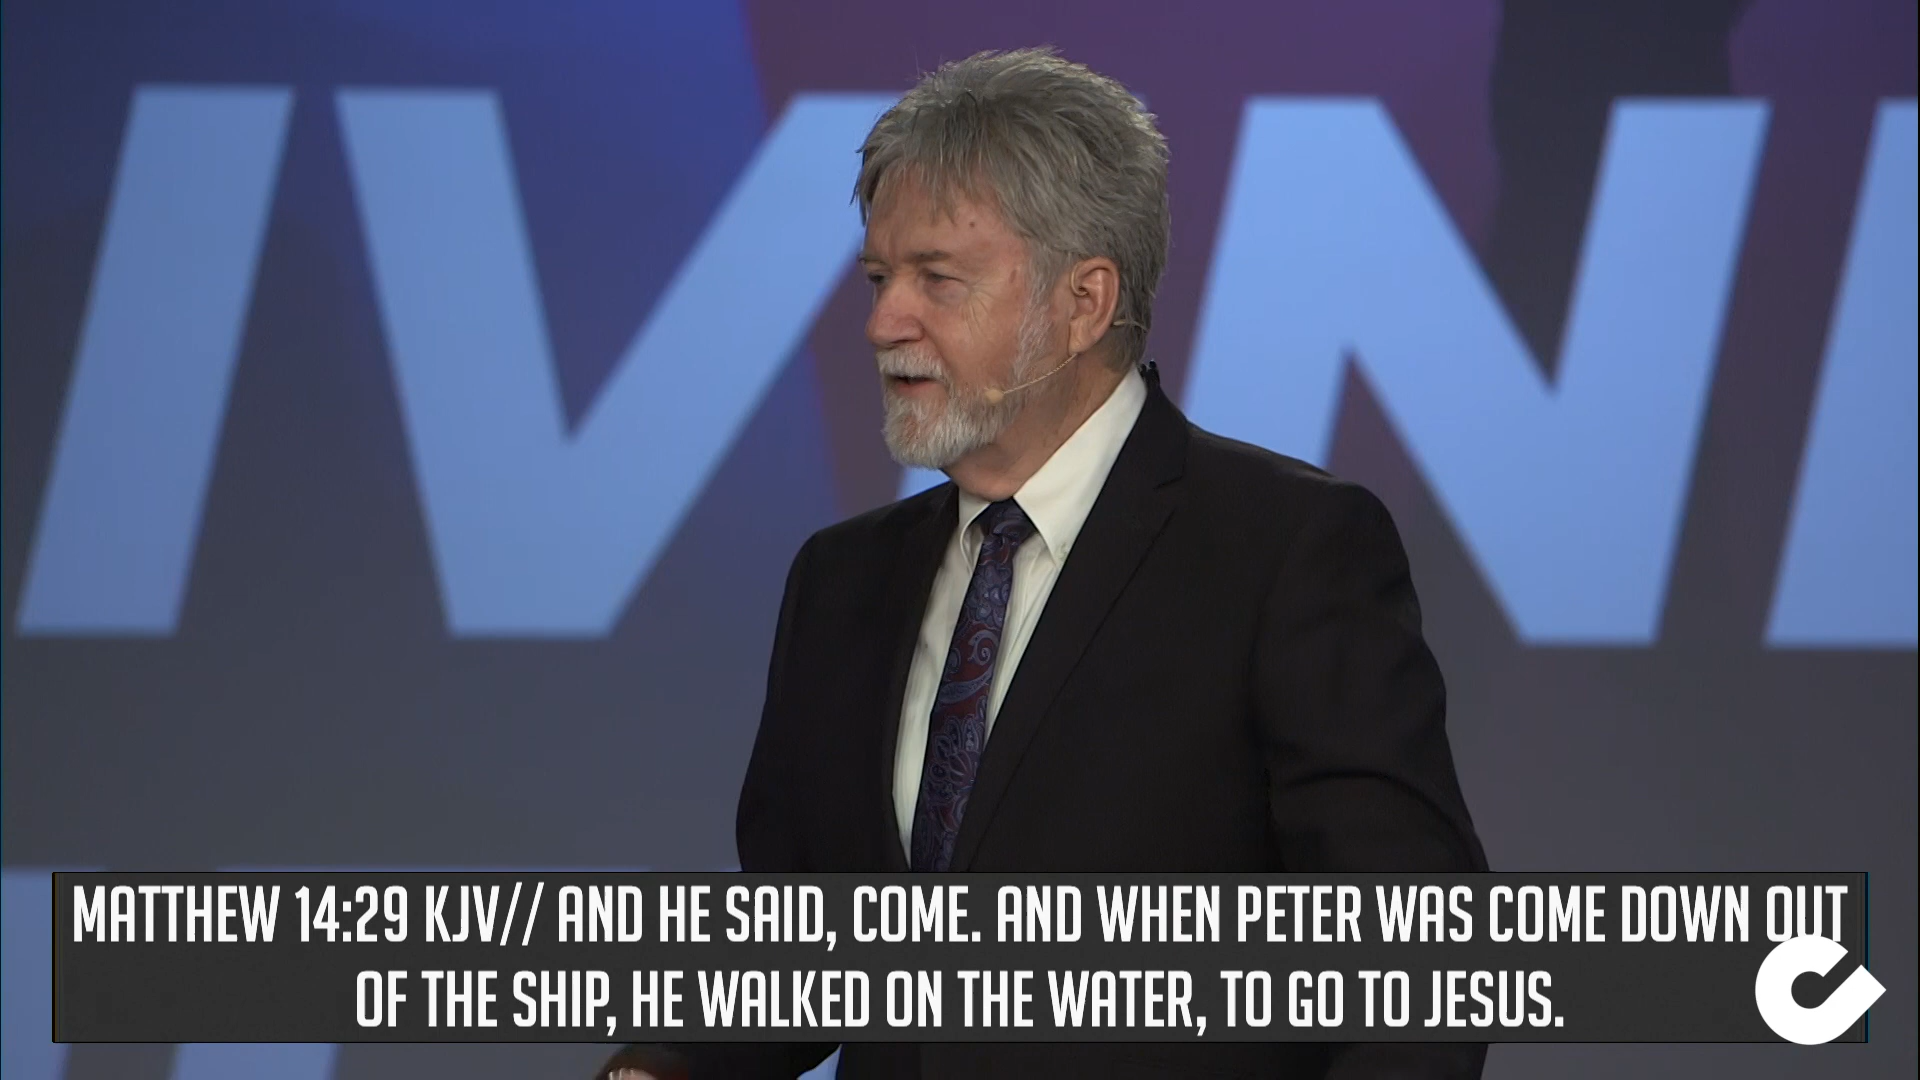 IVNI
MATTHEW 14:29 KJV// AND HE SAID, COME. AND WHEN PETER WAS COME DOWN OUT
OF THE SHIP, HE WALKED ON THE WATER, TO GO TO JESUS.